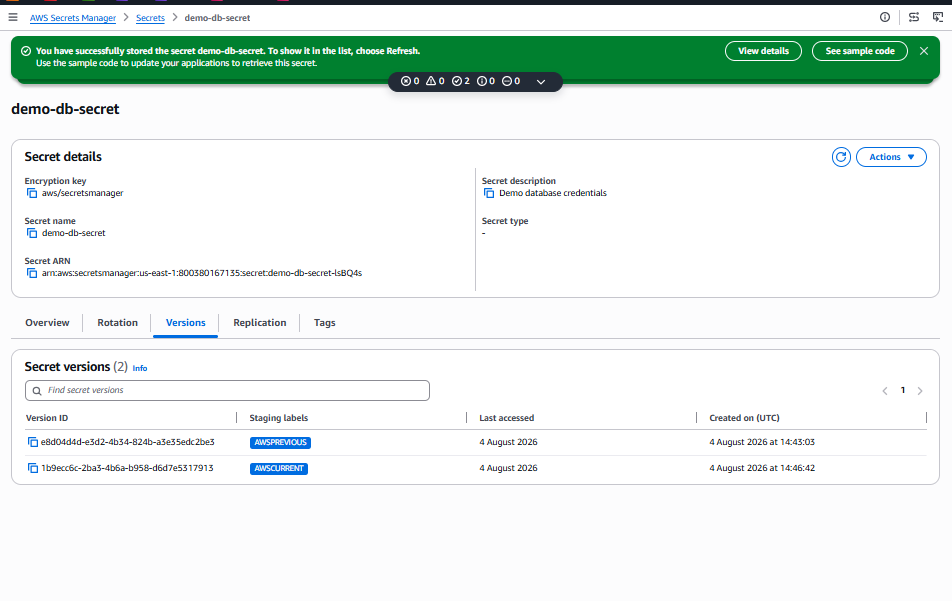 AWS Secrets Manager > Secrets > demo-db-secret
You have successfully stored the secret demo-db-secret. To show it in the list, choose Refresh.
Use the sample code to update your applications to retrieve this secret.
View details
See sample code
0 0 2 0 0
demo-db-secret
Secret details
Actions
Encryption key
aws/secretsmanager
Secret name
demo-db-secret
Secret ARN
arn:aws:secretsmanager:us-east-1:800380167135:secret:demo-db-secret-lsBQ4s
Secret description
Demo database credentials
Secret type
-
Overview Rotation Versions Replication Tags
Secret versions (2) Info
Find secret versions
1
Version ID Staging labels Last accessed Created on (UTC)
e8d04d4d-e3d2-4b34-824b-a3e35edc2be3 AWSPREVIOUS 4 August 2026 4 August 2026 at 14:43:03
1b9ecc6c-2ba3-4b6a-b958-d6d7e5317913 AWSCURRENT 4 August 2026 4 August 2026 at 14:46:42